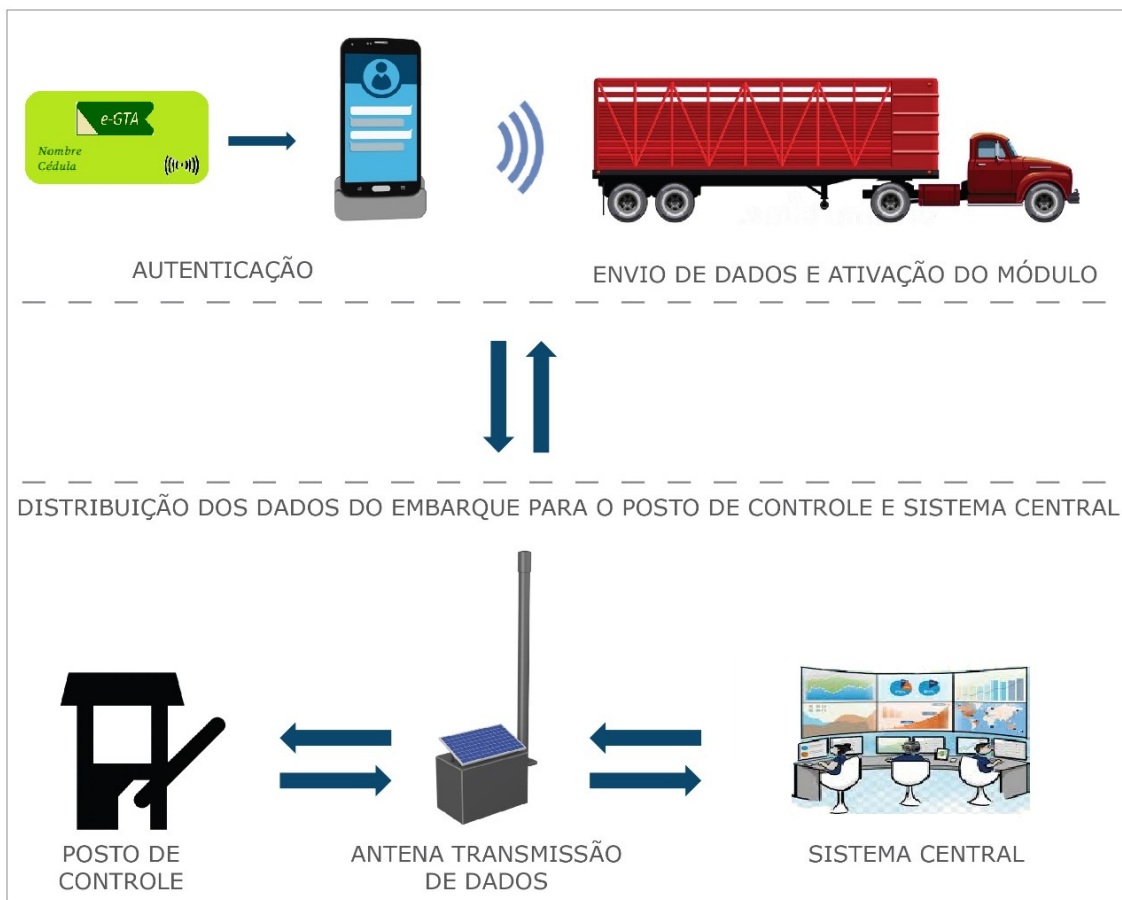 e-GTA
Nombre
Cédula
AUTENTICAÇÃO
ENVIO DE DADOS E ATIVAÇÃO DO MÓDULO
DISTRIBUIÇÃO DOS DADOS DO EMBARQUE PARA O POSTO DE CONTROLE E SISTEMA CENTRAL
POSTO DE
CONTROLE
ANTENA TRANSMISSÃO
DE DADOS
SISTEMA CENTRAL